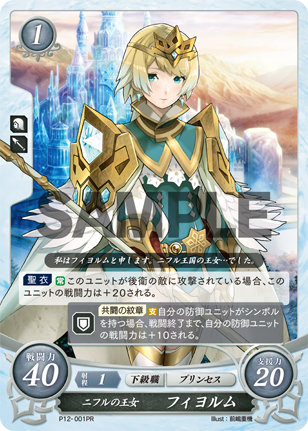 1
SAMPLE
私はフィヨルムと申します。ニフル王国の王女…でした。
聖衣 常 このユニットが後衛の敵に攻撃されている場合、こ
のユニットの戦闘力は+20される。
共闘の紋章 支 自分の防御ユニットがシンボル
を持つ場合、戦闘終了まで、自分の防御ユニット
の戦闘力は+10される。
戦闘力 40
射程 1 下級職 プリンセス
支援力 20
ニフルの王女 フィヨルム
P12-001PR Illust:前嶋重機